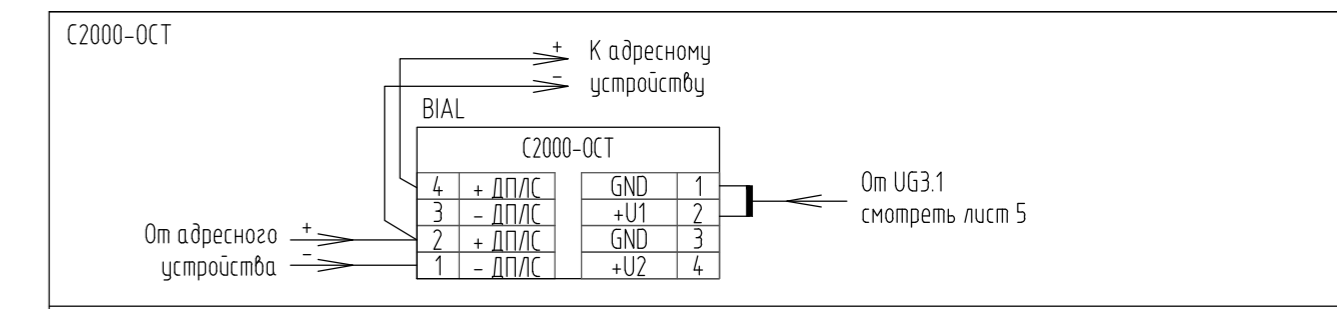 С2000-ОСТ
+ К адресному
- устройству
BIAL
С2000-ОСТ
4 + ДПЛС GND 1
3 - ДПЛС +U1 2
2 + ДПЛС GND 3
1 - ДПЛС +U2 4
От адресного +
устройства -
От UG3.1
смотреть лист 5